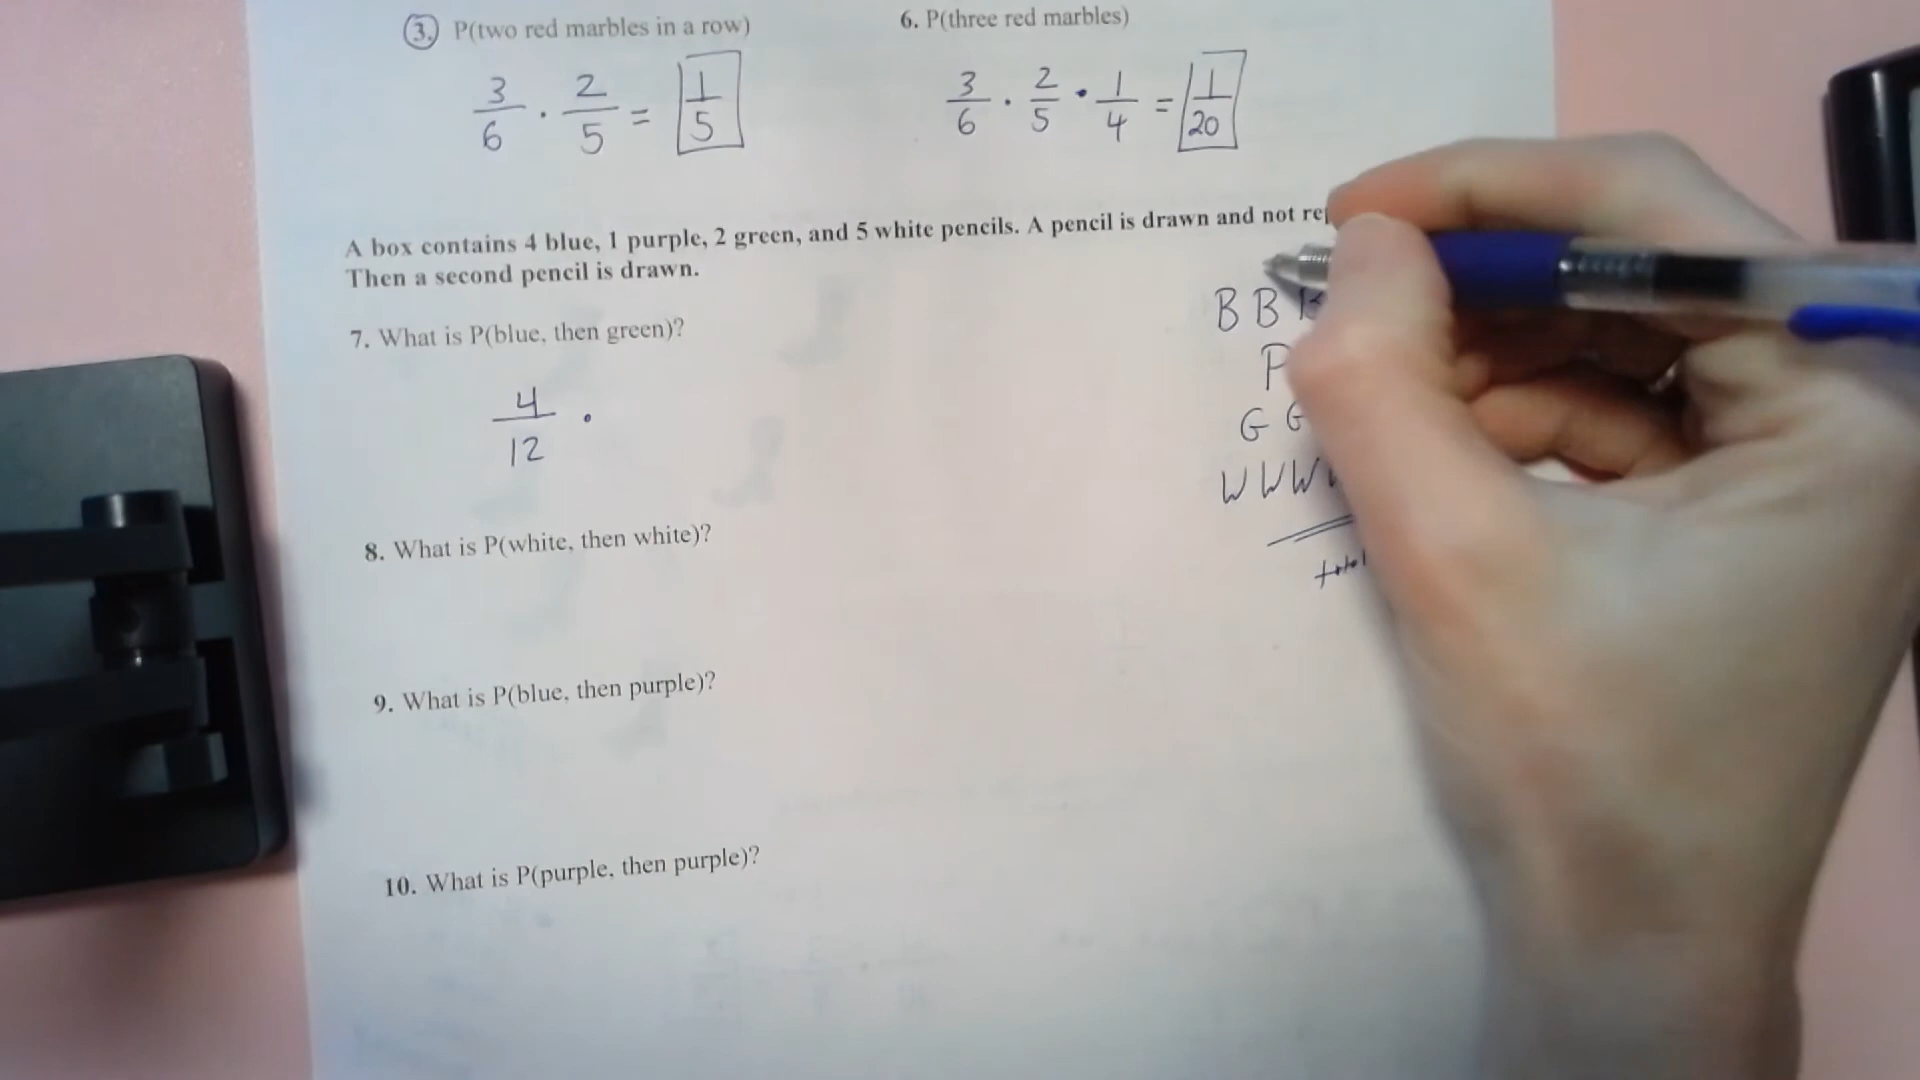 3. P(two red marbles in a row)
3/6 · 2/5 = 1/5
6. P(three red marbles)
3/6 · 2/5 · 1/4 = 1/20
A box contains 4 blue, 1 purple, 2 green, and 5 white pencils. A pencil is drawn and not
Then a second pencil is drawn.
7. What is P(blue, then green)?
4/12 ·
B B B
P
G G
W W W
total
8. What is P(white, then white)?
9. What is P(blue, then purple)?
10. What is P(purple, then purple)?